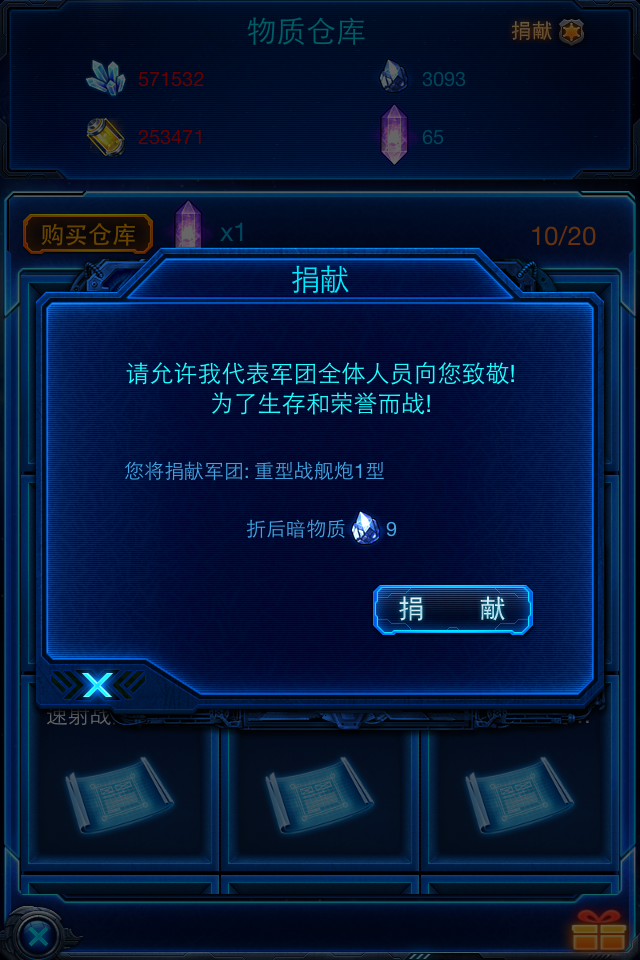 物质仓库
捐献
571532
3093
253471
65
购买仓库
x1
10/20
捐献
请允许我代表军团全体人员向您致敬!
为了生存和荣誉而战!
您将捐献军团: 重型战舰炮1型
折后暗物质 9
捐 献
速射战